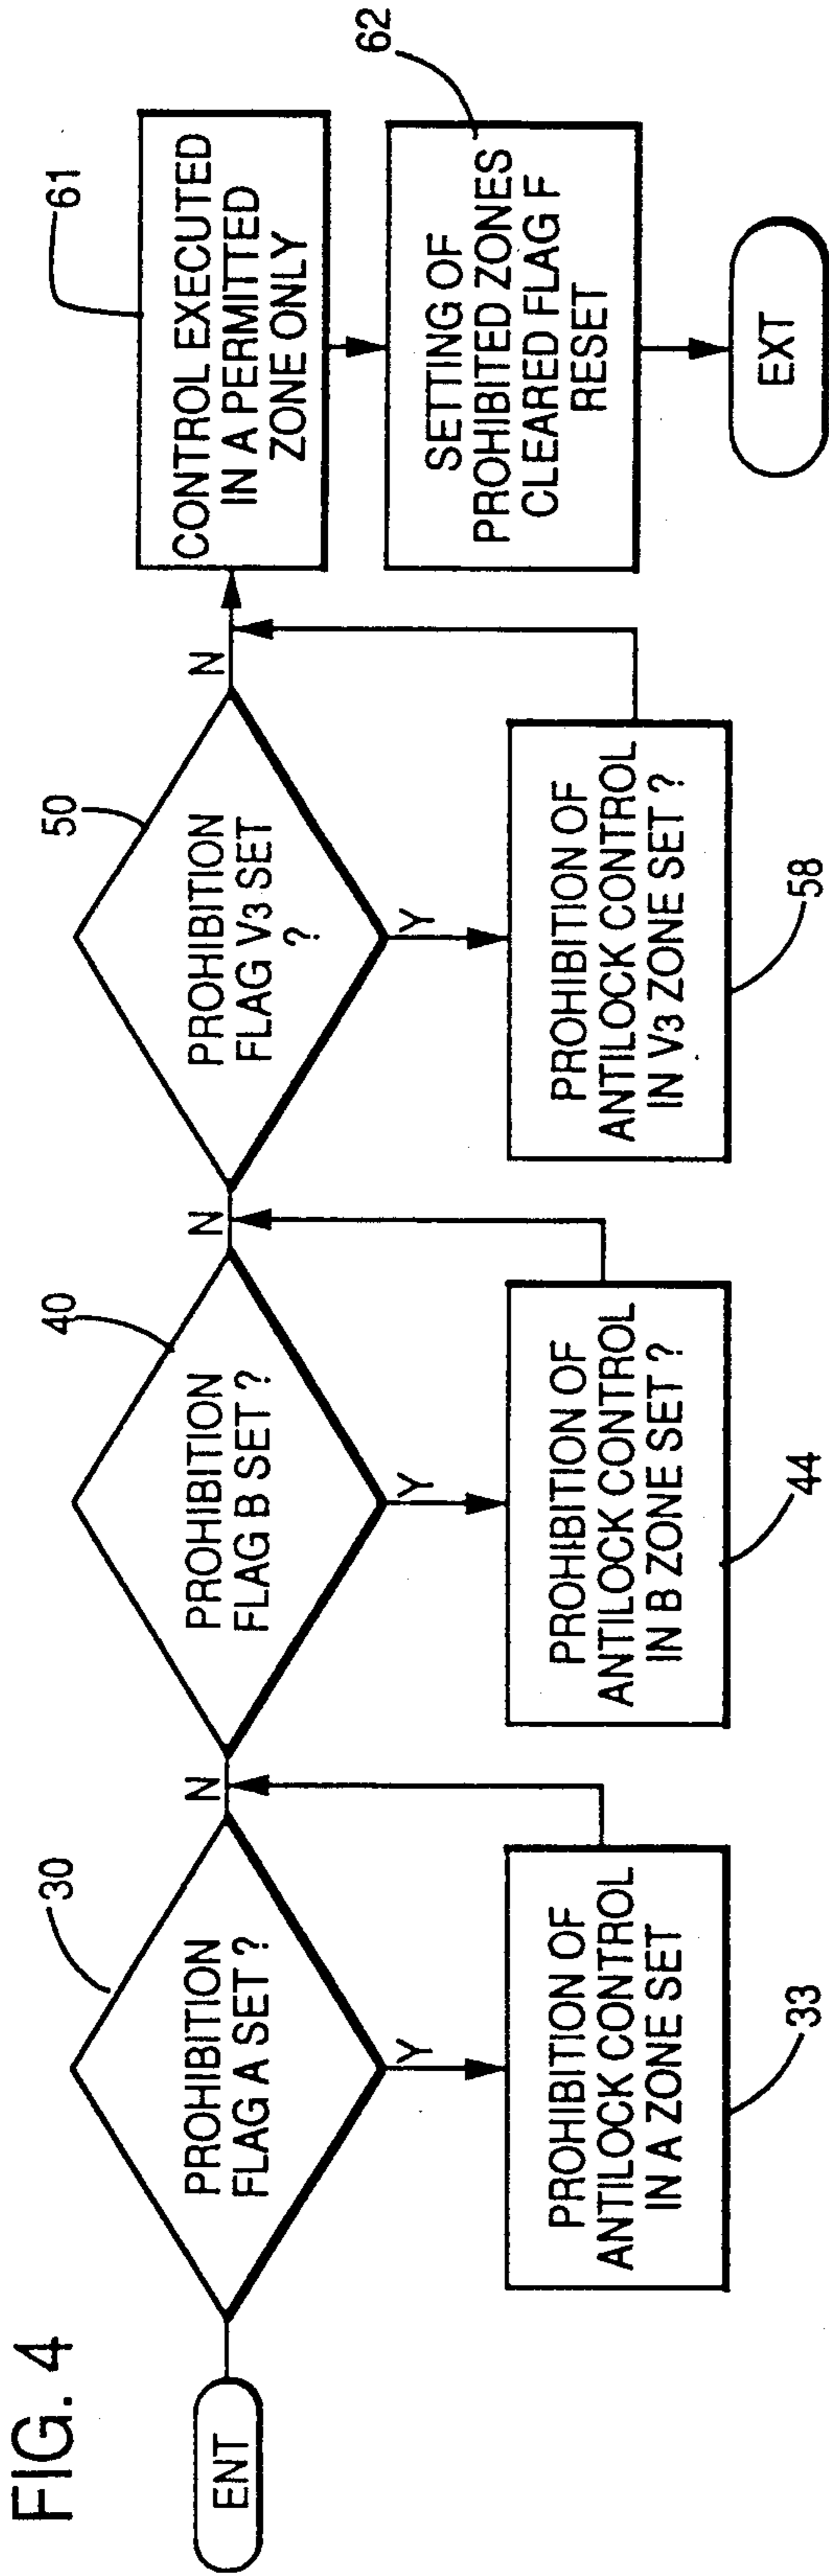 FIG. 4
ENT
30
PROHIBITION
FLAG A SET ?
N
Y
PROHIBITION OF
ANTILOCK CONTROL
IN A ZONE SET
33
40
PROHIBITION
FLAG B SET ?
N
Y
PROHIBITION OF
ANTILOCK CONTROL
IN B ZONE SET ?
44
50
PROHIBITION
FLAG V3 SET
?
N
Y
PROHIBITION OF
ANTILOCK CONTROL
IN V3 ZONE SET ?
58
61
CONTROL EXECUTED
IN A PERMITTED
ZONE ONLY
62
SETTING OF
PROHIBITED ZONES
CLEARED FLAG F
RESET
EXT